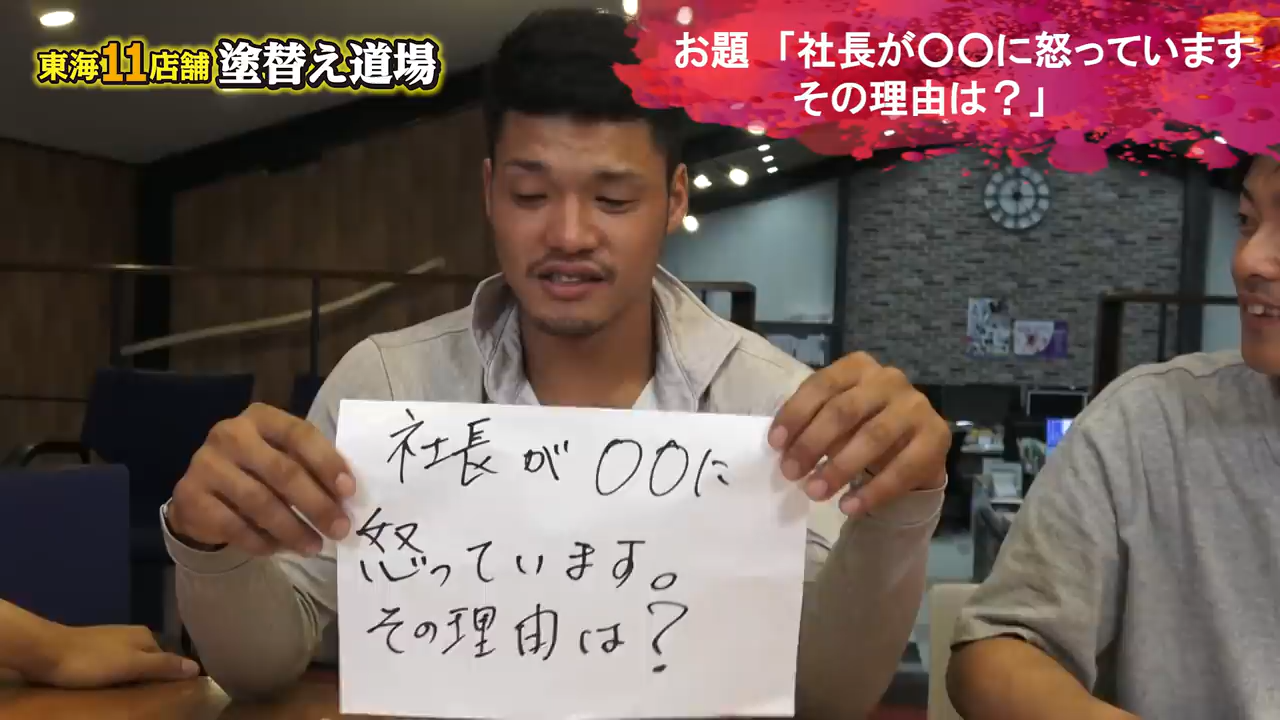 東海11店舗 塗替え道場
お題 「社長が〇〇に怒っています
その理由は？」
社長が〇〇に
怒っています。
その理由は?